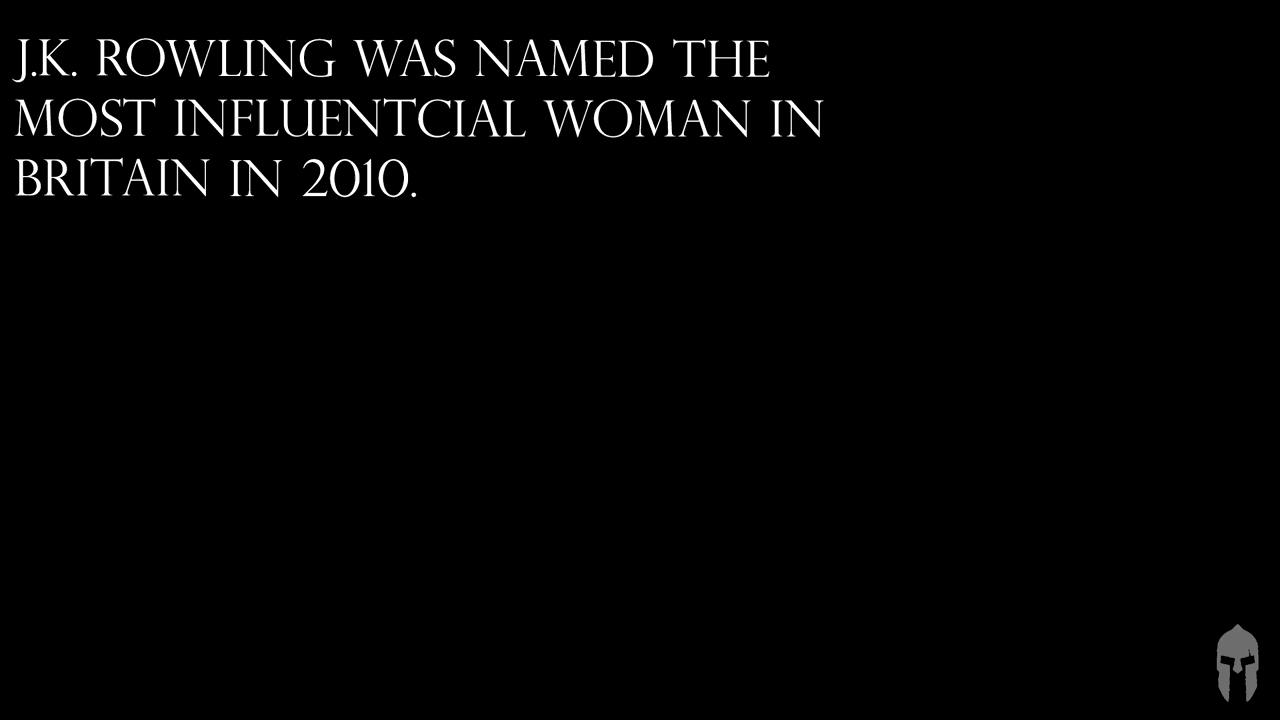 J.K. ROWLING WAS NAMED THE
MOST INFLUENTCIAL WOMAN IN
BRITAIN IN 2010.